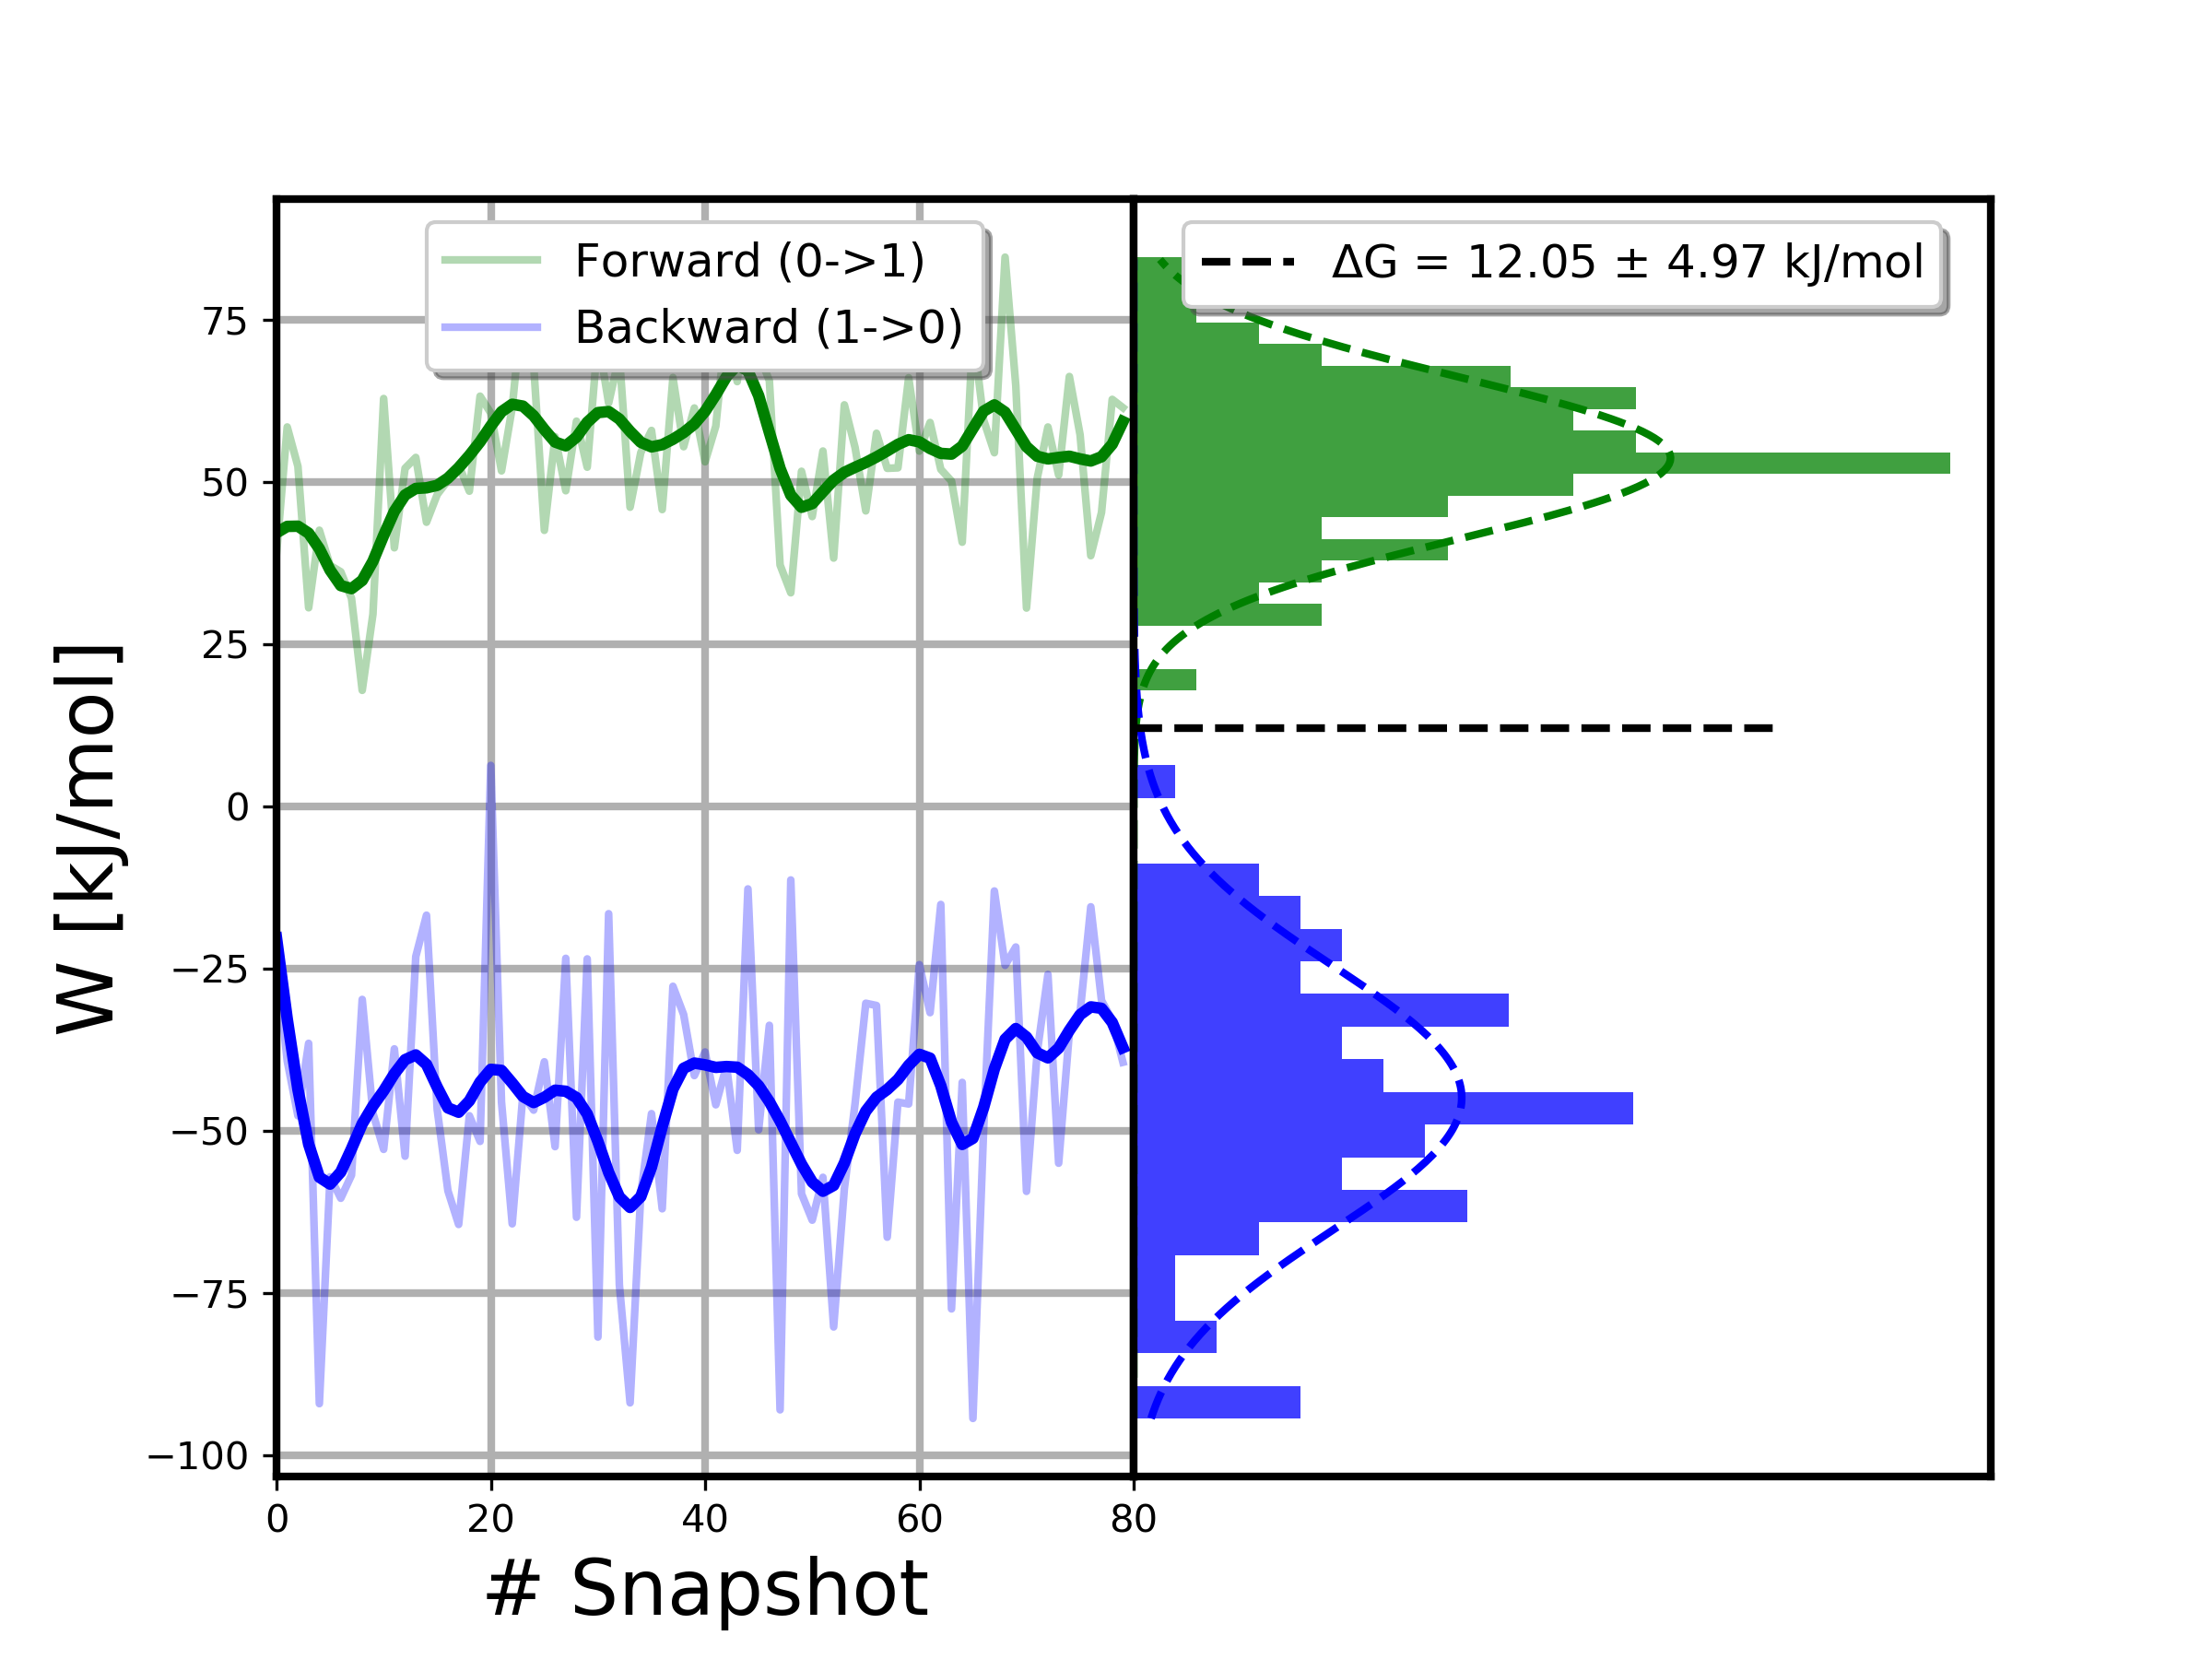 Forward (0->1)
Backward (1->0)
ΔG = 12.05 ± 4.97 kJ/mol
75
50
25
0
−25
−50
−75
−100
W [kJ/mol]
0 20 40 60 80
# Snapshot